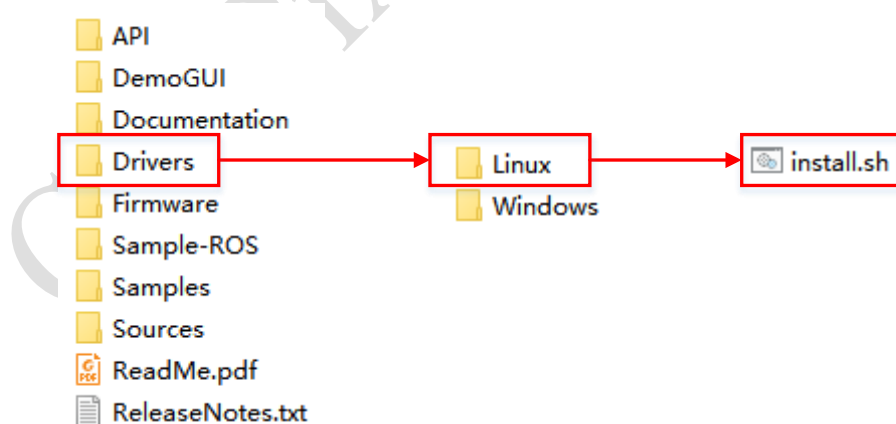 API
DemoGUI
Documentation
Drivers
Linux
install.sh
Firmware
Windows
Sample-ROS
Samples
Sources
ReadMe.pdf
ReleaseNotes.txt